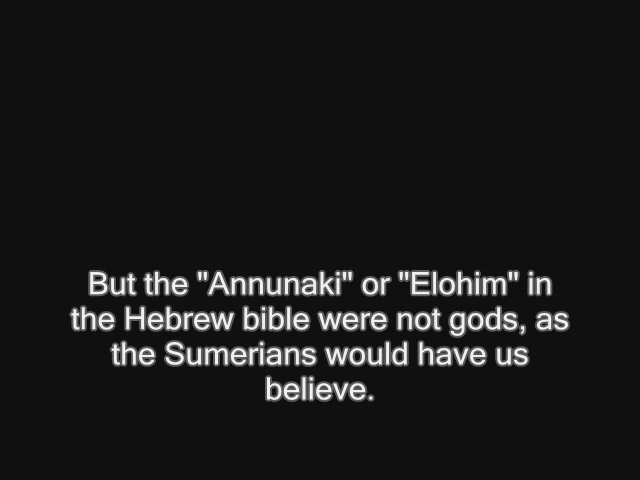 But the "Annunaki" or "Elohim" in
the Hebrew bible were not gods, as
the Sumerians would have us
believe.